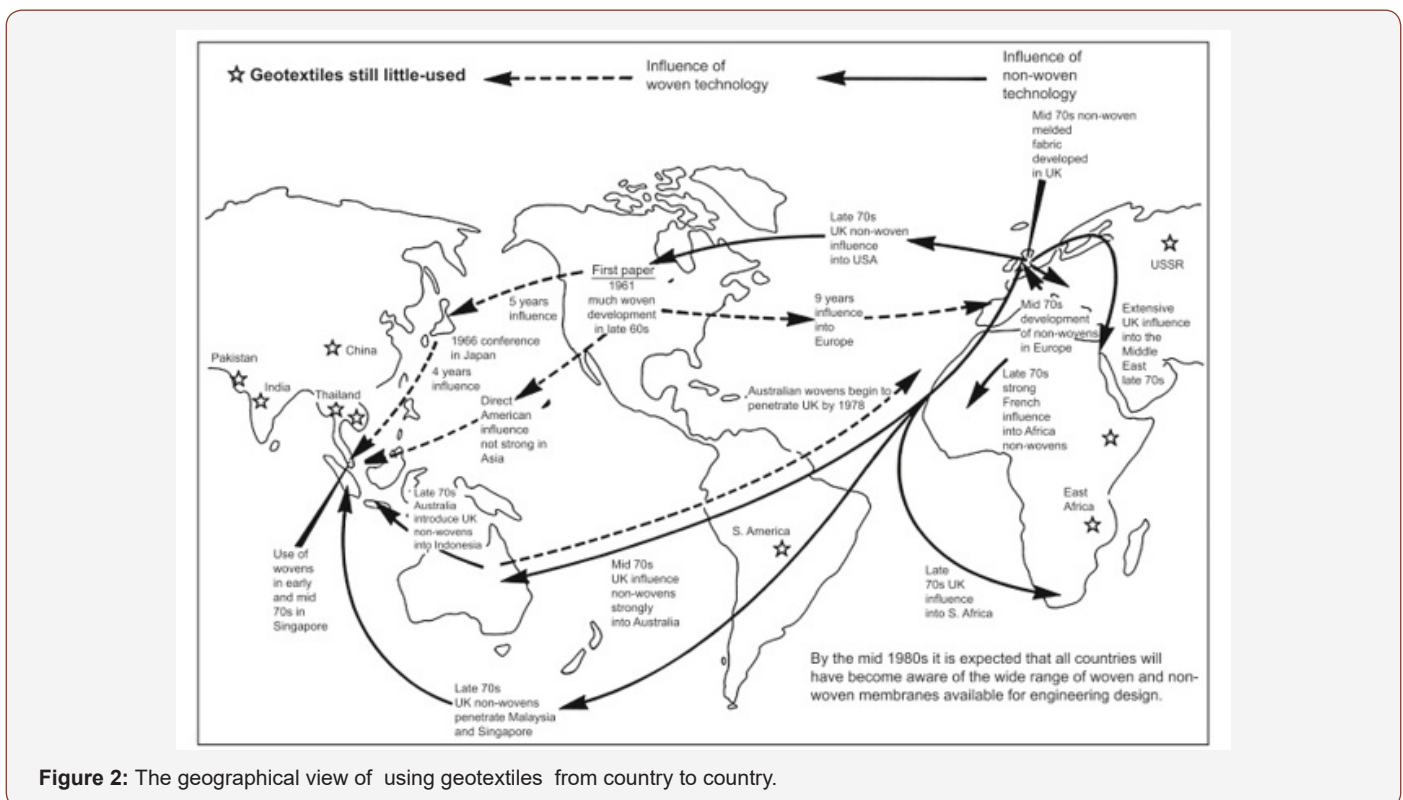 Geotextiles still little-used
Influence of
woven technology
Influence of
non-woven
technology
Mid 70s non-woven
melded
fabric
developed
in UK
Late 70s
UK non-woven
influence
into USA
USSR
First paper
1961
much woven
development
in late 60s
5 years
influence
9 years
influence
into
Europe
Mid 70s
development
of non-wovens
in Europe
Extensive
UK influence
into the
Middle
East
late 70s
1966 conference
in Japan
4 years
influence
China
Pakistan
India
Thailand
Direct
American
influence
not strong in
Asia
Australian wovens begin to
penetrate UK by 1978
Late 70s
strong
French
influence
into Africa
non-wovens
Late 70s
Australia
introduce UK
non-wovens
into Indonesia
East
Africa
S. America
Use of
wovens
in early
and mid
70s in
Singapore
Mid 70s
UK influence
non-wovens
strongly
into Australia
Late
70s UK
influence
into S. Africa
Late 70s
UK non-wovens
penetrate Malaysia
and Singapore
By the mid 1980s it is expected that all countries will
have become aware of the wide range of woven and non-
woven membranes available for engineering design.
Figure 2: The geographical view of using geotextiles from country to country.